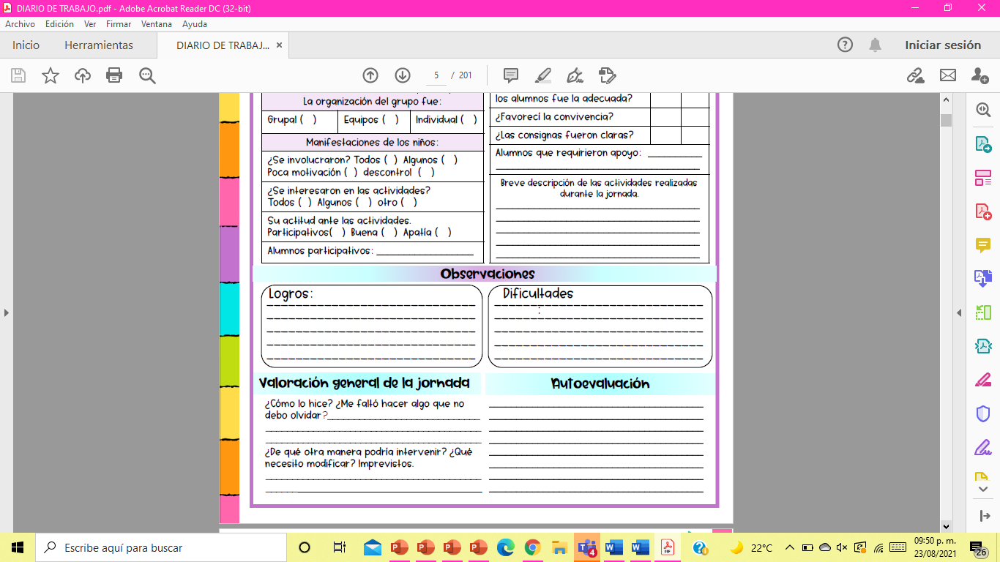 DIARIO DE TRABAJO.pdf - Adobe Acrobat Reader DC (32-bit)
Archivo Edición Ver Firmar Ventana Ayuda
Inicio Herramientas DIARIO DE TRABAJ... × Iniciar sesión
5 / 201
La organización del grupo fue:
Grupal ( ) Equipos ( ) Individual ( )
Manifestaciones de los niños:
¿Se involucraron? Todos ( ) Algunos ( )
Poca motivación ( ) descontrol ( )
¿Se interesaron en las actividades?
Todos ( ) Algunos ( ) otro ( )
Su actitud ante las actividades.
Participativos( ) Buena ( ) Apatía ( )
Alumnos participativos: ____________________
los alumnos fue la adecuada?
¿Favorecí la convivencia?
¿Las consignas fueron claras?
Alumnos que requirieron apoyo: __________
Breve descripción de las actividades realizadas
durante la jornada.
Observaciones
Logros:
Dificultades
:
Valoración general de la jornada
¿Cómo lo hice? ¿Me faltó hacer algo que no
debo olvidar?______________________________
¿De qué otra manera podría intervenir? ¿Qué
necesito modificar? Imprevistos.
Autoevaluación
Escribe aquí para buscar
4
22°C
09:50 p. m.
23/08/2021
26